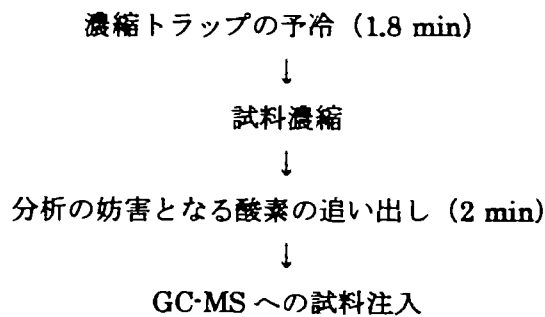 濃縮トラップの予冷 (1.8 min)
↓
試料濃縮
↓
分析の妨害となる酸素の追い出し (2 min)
↓
GC-MS への試料注入